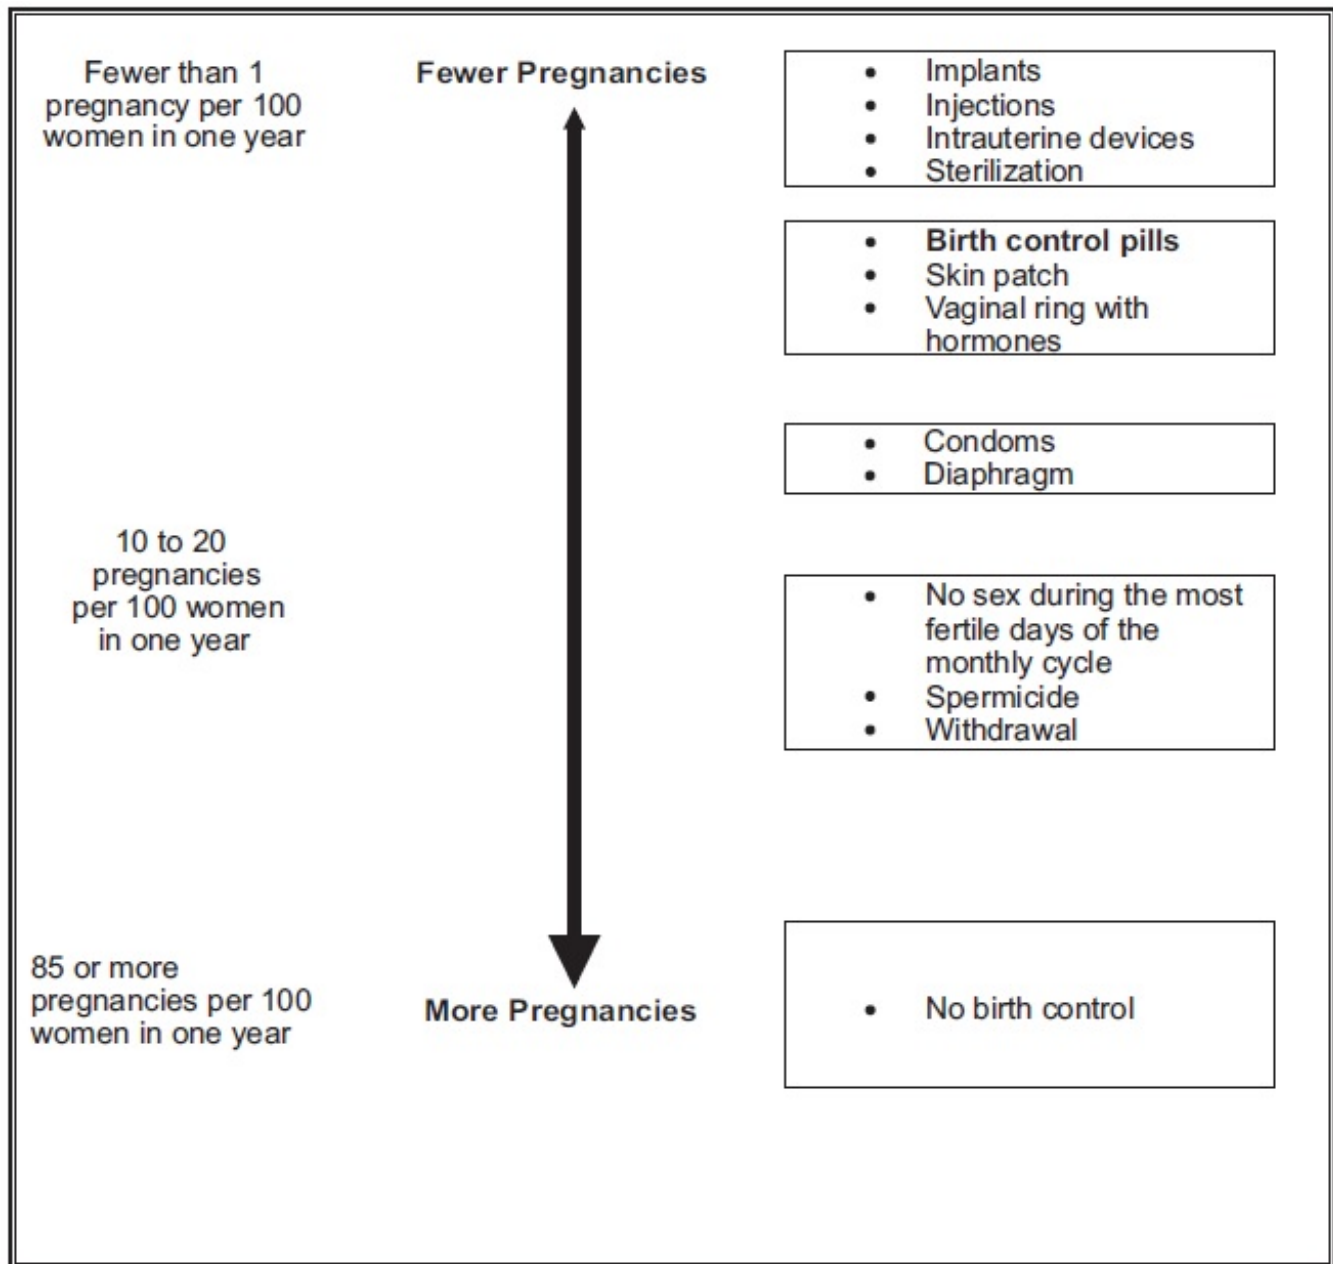 Fewer than 1
pregnancy per 100
women in one year
Fewer Pregnancies
• Implants
• Injections
• Intrauterine devices
• Sterilization
• Birth control pills
• Skin patch
• Vaginal ring with
hormones
• Condoms
• Diaphragm
10 to 20
pregnancies
per 100 women
in one year
• No sex during the most
fertile days of the
monthly cycle
• Spermicide
• Withdrawal
85 or more
pregnancies per 100
women in one year
More Pregnancies
• No birth control